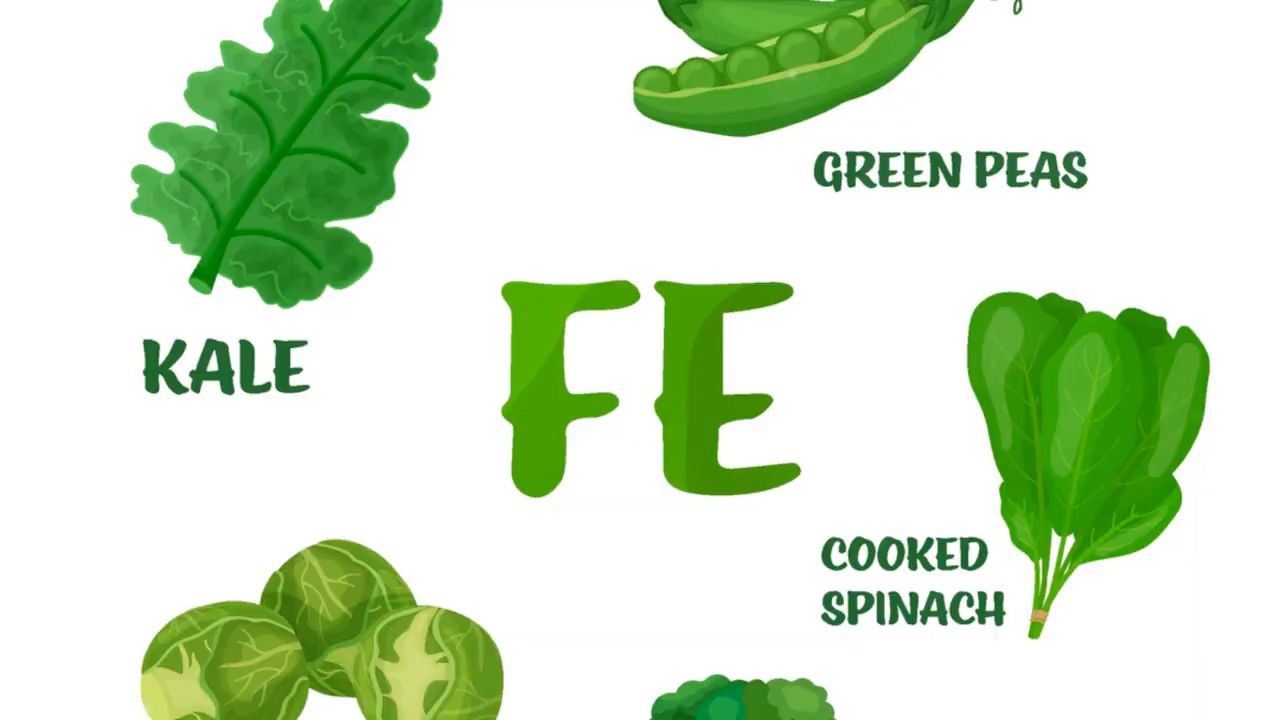 GREEN PEAS
KALE
FE
COOKED
SPINACH